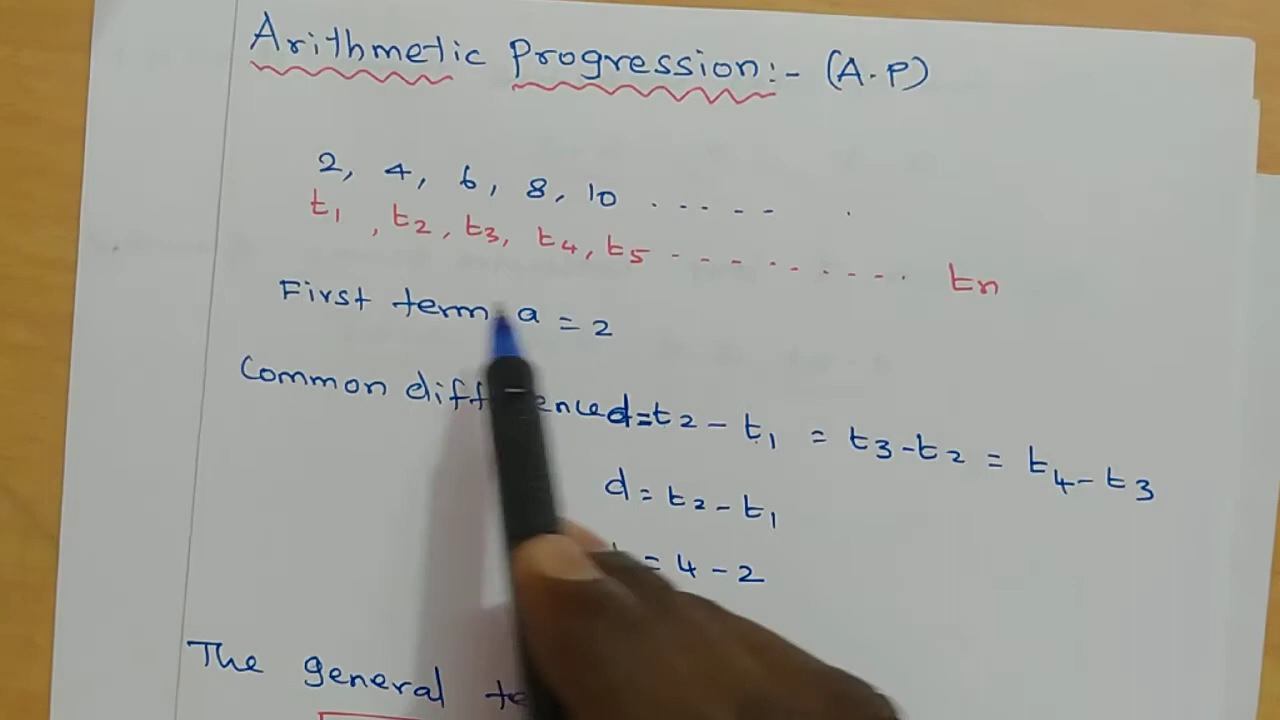 Arithmetic Progression:- (A.P)
2, 4, 6, 8, 10 . . . . . .
t1 , t2, t3, t4, t5 . . . . . . . . . tn
First term a = 2
Common d=t2 - t1 = t3-t2 = t4-t3
d = t2 - t1
= 4 - 2
The general